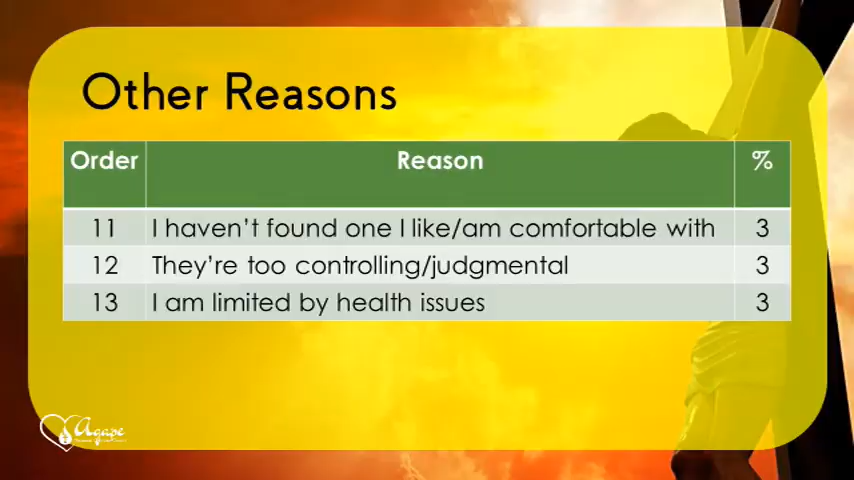 Other Reasons
Order Reason %
11 I haven't found one I like/am comfortable with 3
12 They're too controlling/judgmental 3
13 I am limited by health issues 3
Agape